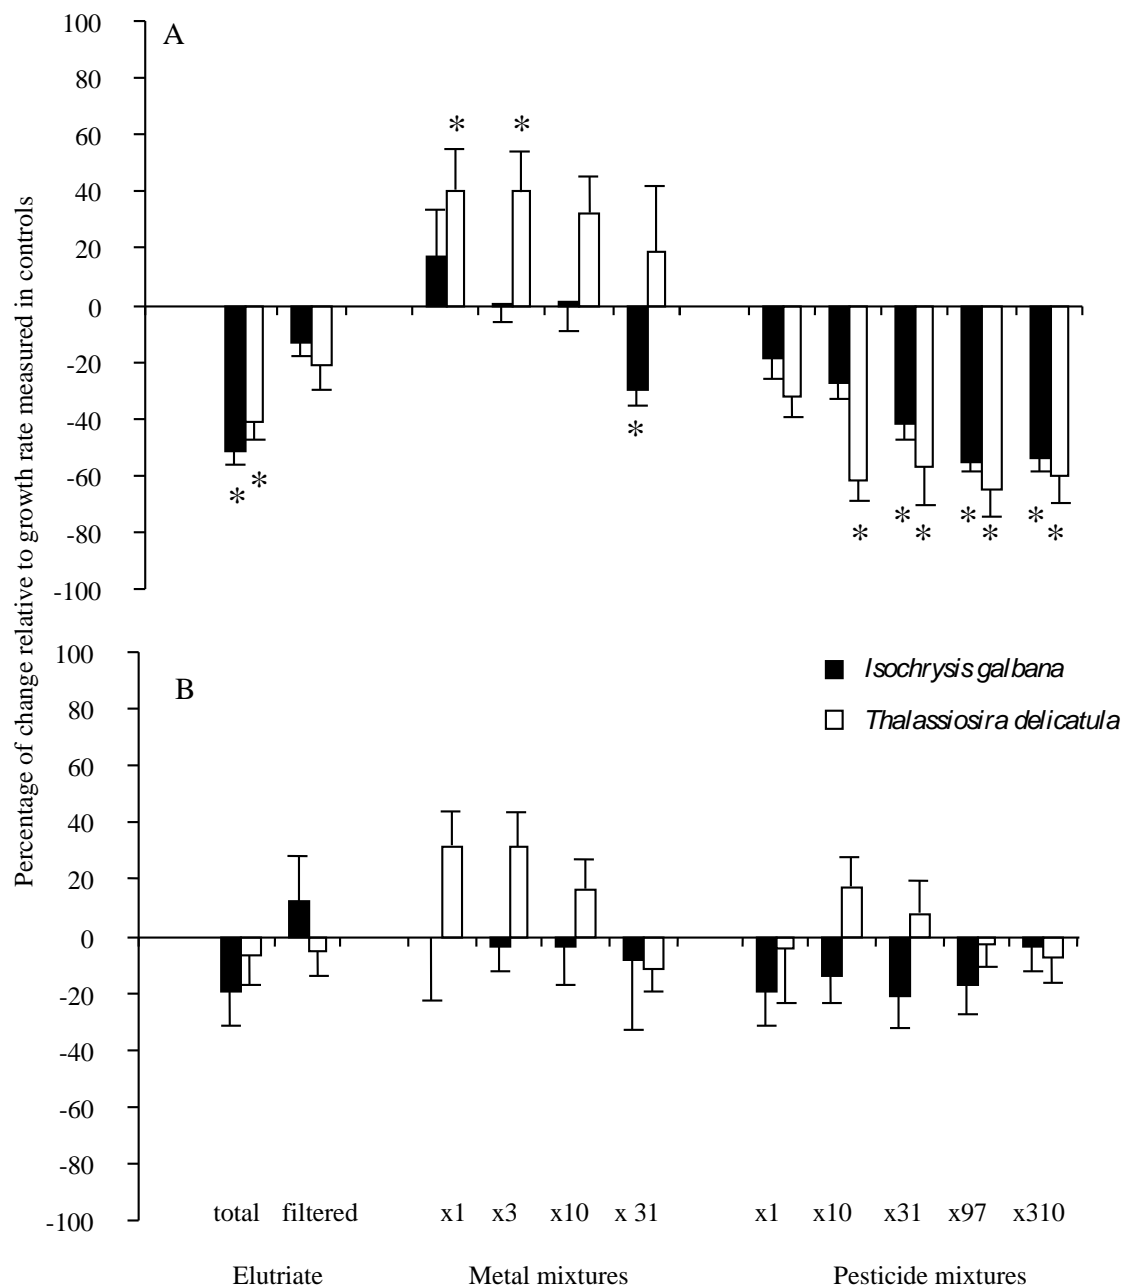 Percentage of change relative to growth rate measured in controls
A
100
80
60
40
20
0
-20
-40
-60
-80
-100
* * * * * * * * * * * *
B
100
80
60
40
20
0
-20
-40
-60
-80
-100
Isochrysis galbana
Thalassiosira delicatula
total filtered x1 x3 x10 x 31 x1 x10 x31 x97 x310
Elutriate Metal mixtures Pesticide mixtures